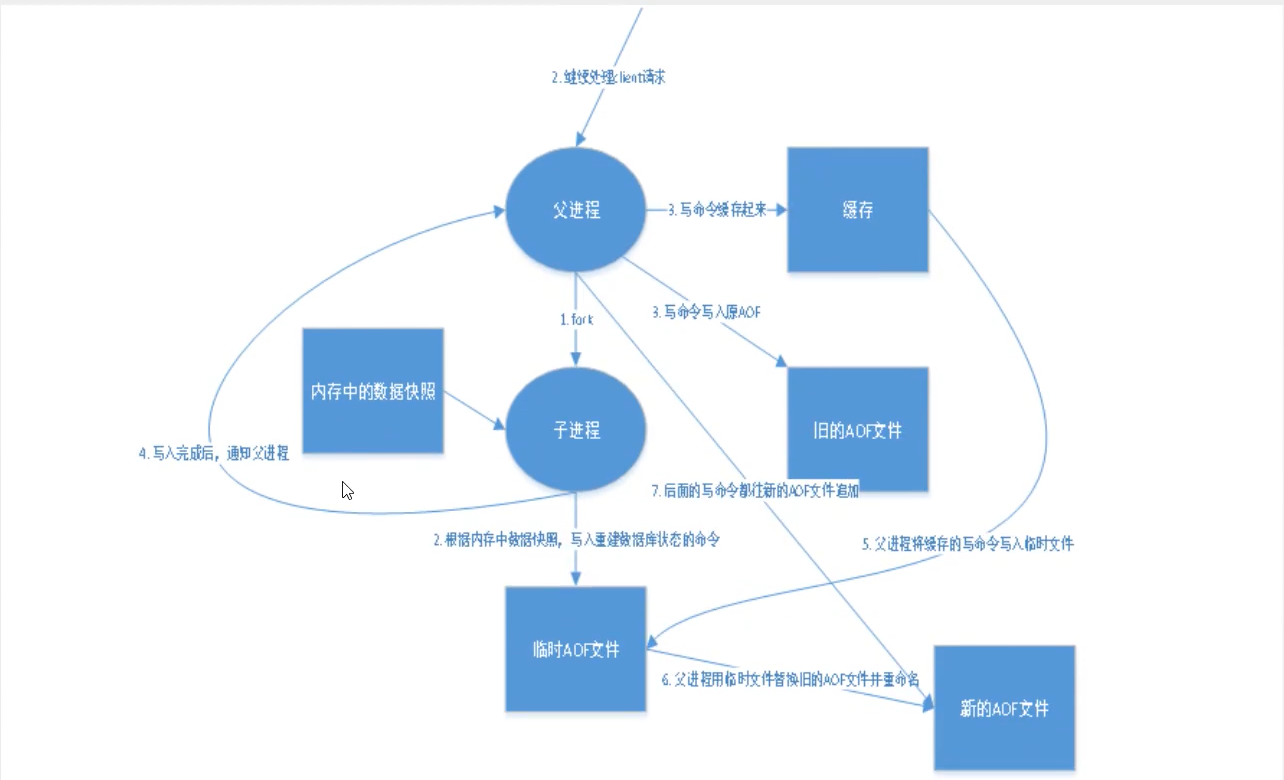 2.继续处理client请求
父进程
3.写命令缓存起来
缓存
1.fork
3.写命令写入原AOF
内存中的数据快照
子进程
旧的AOF文件
4.写入完成后，通知父进程
7.后面的写命令都往新的AOF文件追加
2.根据内存中数据快照，写入重建数据库状态的命令
5.父进程将缓存的写命令写入临时文件
临时AOF文件
6.父进程用临时文件替换旧的AOF文件并重命名
新的AOF文件